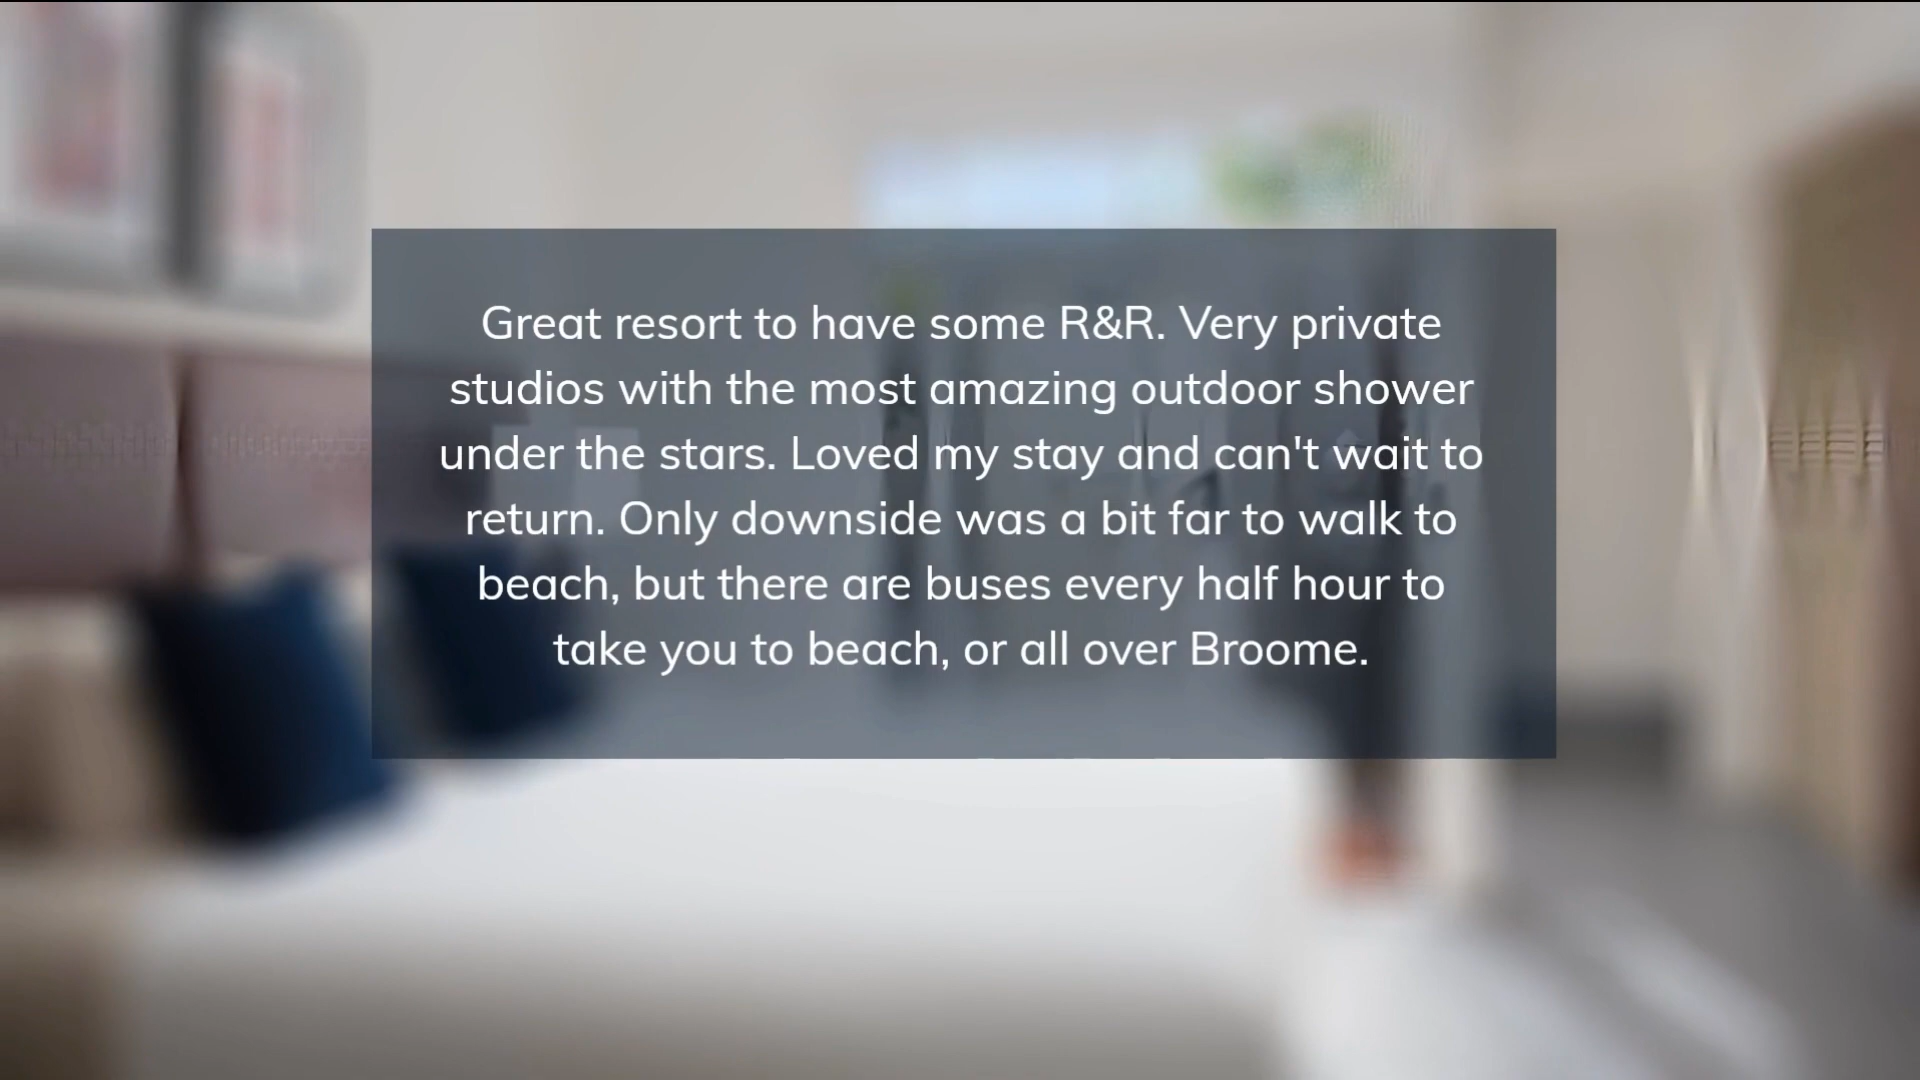 Great resort to have some R&R. Very private
studios with the most amazing outdoor shower
under the stars. Loved my stay and can't wait to
return. Only downside was a bit far to walk to
beach, but there are buses every half hour to
take you to beach, or all over Broome.